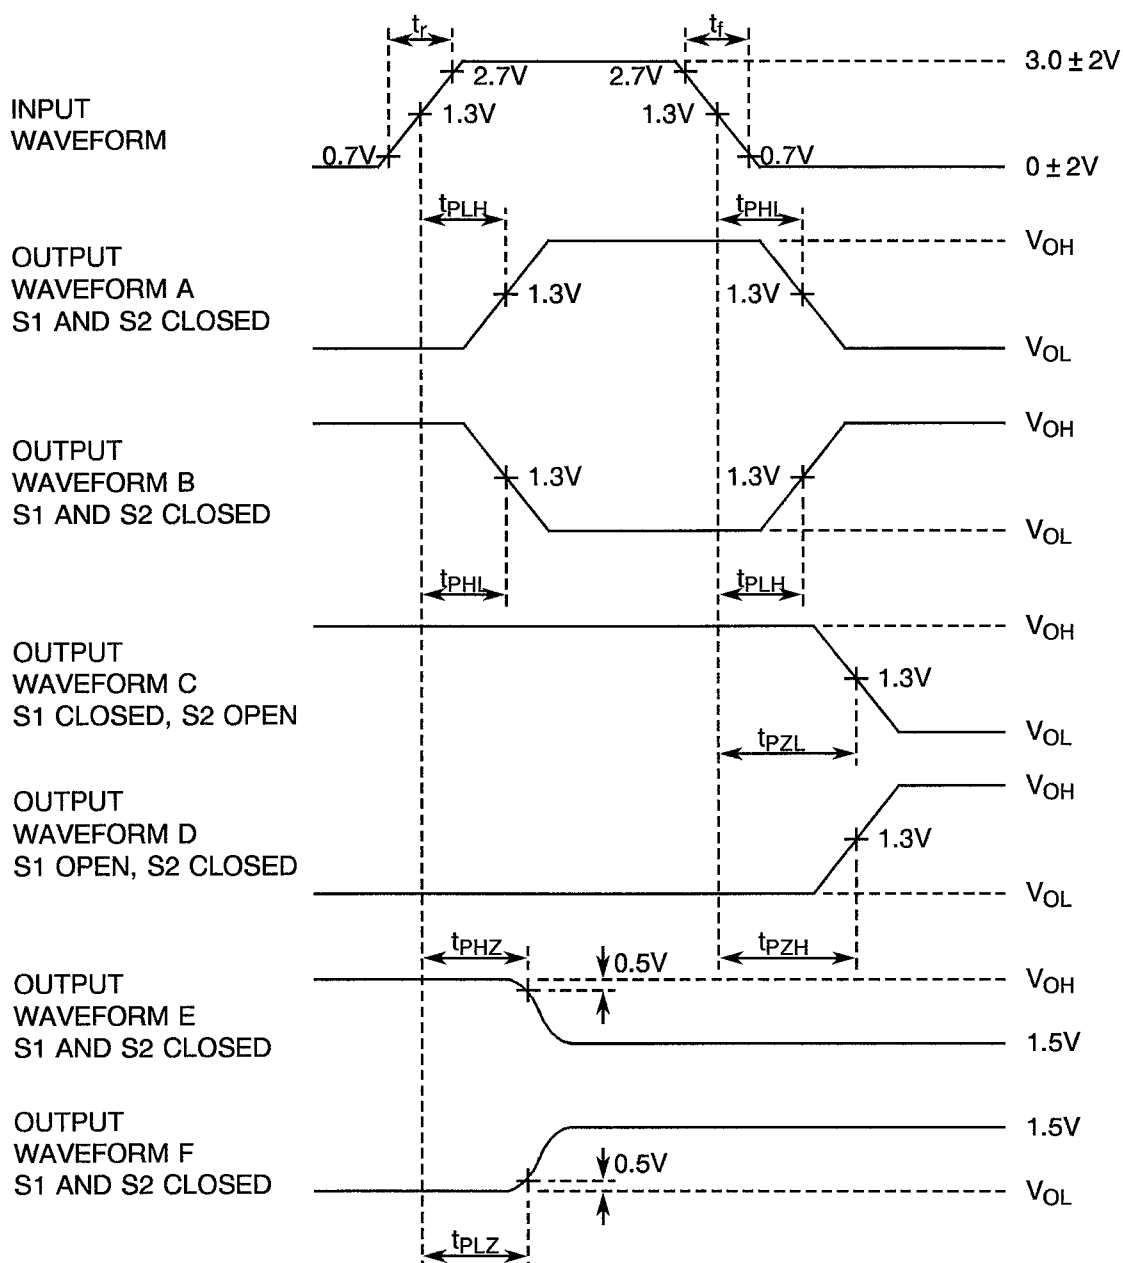 tr
tf
2.7V
2.7V
3.0 ± 2V
INPUT
WAVEFORM
1.3V
1.3V
0.7V
0.7V
0 ± 2V
tPLH
tPHL
OUTPUT
WAVEFORM A
S1 AND S2 CLOSED
VOH
1.3V
1.3V
VOL
OUTPUT
WAVEFORM B
S1 AND S2 CLOSED
VOH
1.3V
1.3V
VOL
tPHL
tPLH
OUTPUT
WAVEFORM C
S1 CLOSED, S2 OPEN
VOH
1.3V
VOL
tPZL
OUTPUT
WAVEFORM D
S1 OPEN, S2 CLOSED
VOH
1.3V
VOL
tPHZ
tPZH
0.5V
OUTPUT
WAVEFORM E
S1 AND S2 CLOSED
VOH
1.5V
OUTPUT
WAVEFORM F
S1 AND S2 CLOSED
1.5V
0.5V
VOL
tPLZ